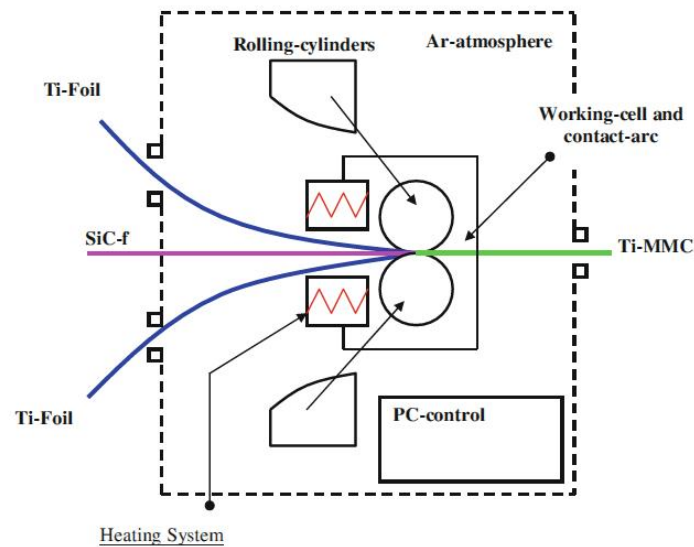 Rolling-cylinders
Ar-atmosphere
Ti-Foil
Working-cell and
contact-arc
SiC-f
Ti-MMC
Ti-Foil
PC-control
Heating System